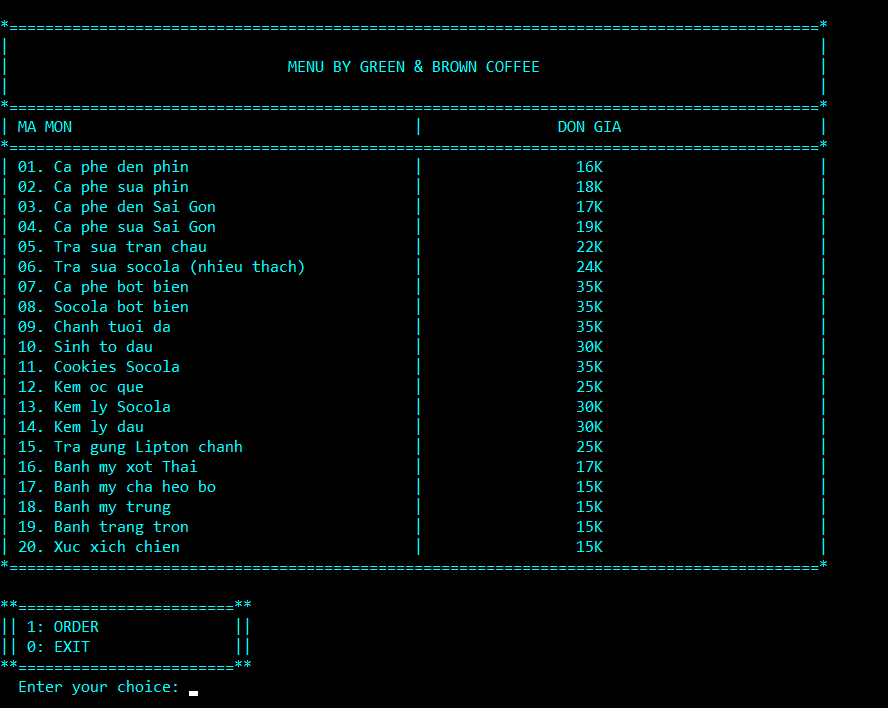 *==========================================================================================*
MENU BY GREEN & BROWN COFFEE
*==========================================================================================*
| MA MON | DON GIA |
*==========================================================================================*
| 01. Ca phe den phin | 16K |
| 02. Ca phe sua phin | 18K |
| 03. Ca phe den Sai Gon | 17K |
| 04. Ca phe sua Sai Gon | 19K |
| 05. Tra sua tran chau | 22K |
| 06. Tra sua socola (nhieu thach) | 24K |
| 07. Ca phe bot bien | 35K |
| 08. Socola bot bien | 35K |
| 09. Chanh tuoi da | 35K |
| 10. Sinh to dau | 30K |
| 11. Cookies Socola | 35K |
| 12. Kem oc que | 25K |
| 13. Kem ly Socola | 30K |
| 14. Kem ly dau | 30K |
| 15. Tra gung Lipton chanh | 25K |
| 16. Banh my xot Thai | 17K |
| 17. Banh my cha heo bo | 15K |
| 18. Banh my trung | 15K |
| 19. Banh trang tron | 15K |
| 20. Xuc xich chien | 15K |
*==========================================================================================*
**========================**
|| 1: ORDER ||
|| 0: EXIT ||
**========================**
Enter your choice: